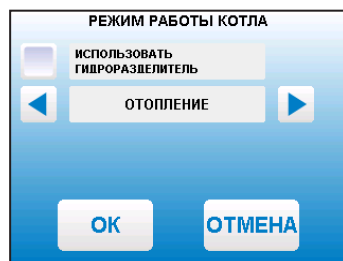 РЕЖИМ РАБОТЫ КОТЛА
ИСПОЛЬЗОВАТЬ
ГИДРОРАЗДЕЛИТЕЛЬ
ОТОПЛЕНИЕ
ОК
ОТМЕНА